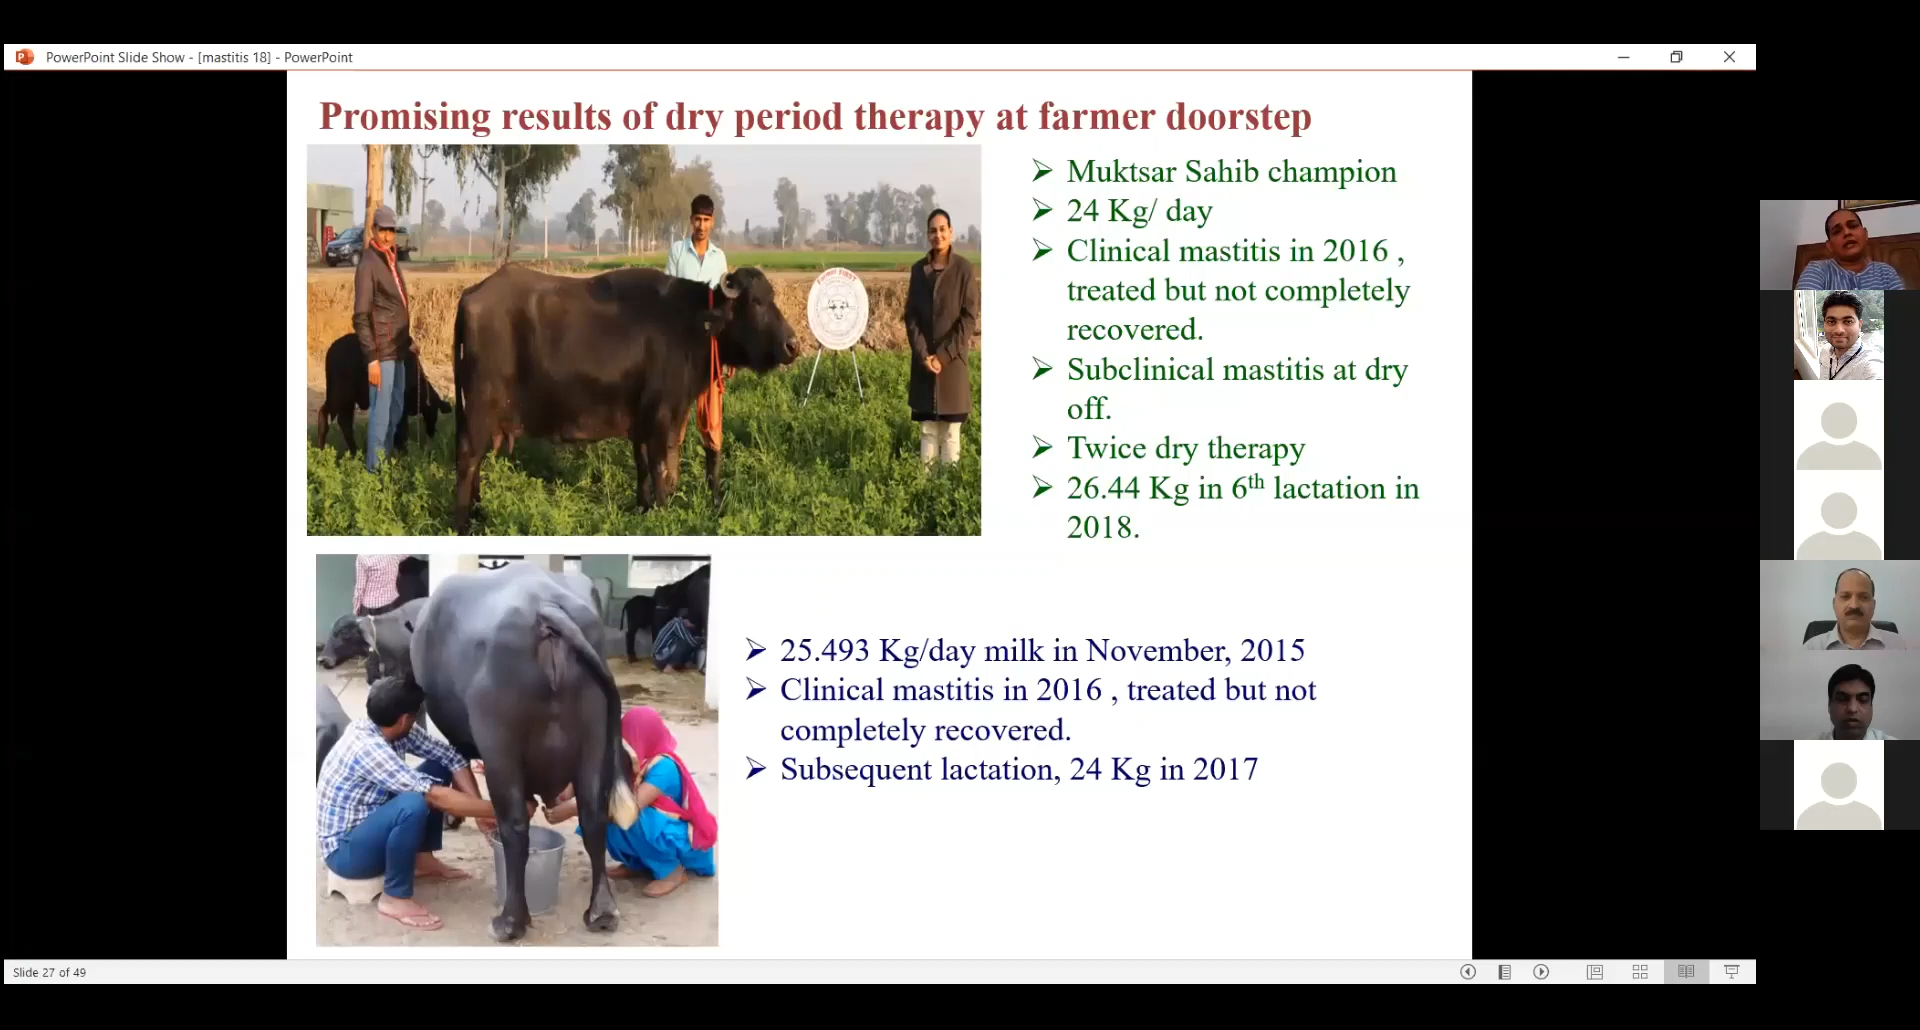 PowerPoint Slide Show - [mastitis 18] - PowerPoint
Promising results of dry period therapy at farmer doorstep
➢ Muktsar Sahib champion
➢ 24 Kg/ day
➢ Clinical mastitis in 2016 ,
treated but not completely
recovered.
➢ Subclinical mastitis at dry
off.
➢ Twice dry therapy
➢ 26.44 Kg in 6th lactation in
2018.
Farmer FIRST
➢ 25.493 Kg/day milk in November, 2015
➢ Clinical mastitis in 2016 , treated but not
completely recovered.
➢ Subsequent lactation, 24 Kg in 2017
Slide 27 of 49